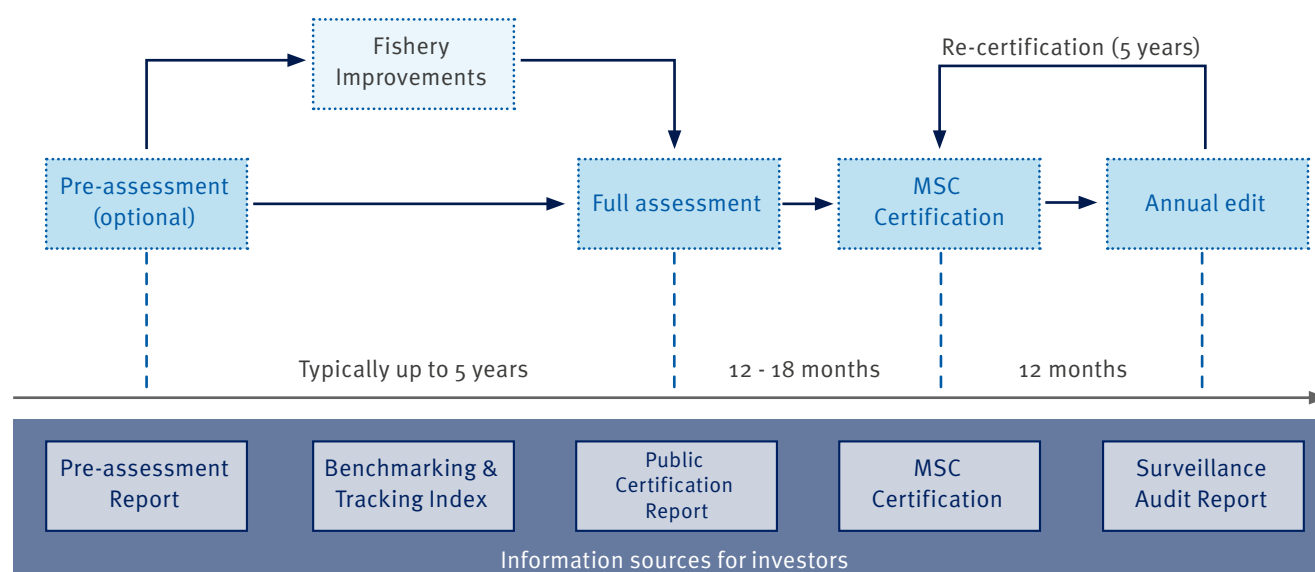 Fishery
Improvements
Re-certification (5 years)
Pre-assessment
(optional)
Full assessment
MSC
Certification
Annual edit
Typically up to 5 years
12 - 18 months
12 months
Pre-assessment
Report
Benchmarking &
Tracking Index
Public
Certification
Report
MSC
Certification
Surveillance
Audit Report
Information sources for investors